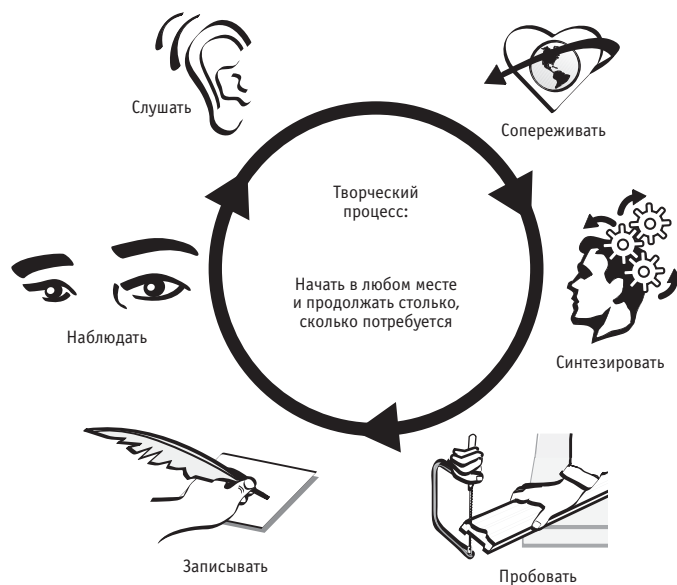 Слушать
Сопереживать
Творческий
процесс:
Начать в любом месте
и продолжать столько,
сколько потребуется
Наблюдать
Синтезировать
Записывать
Пробовать